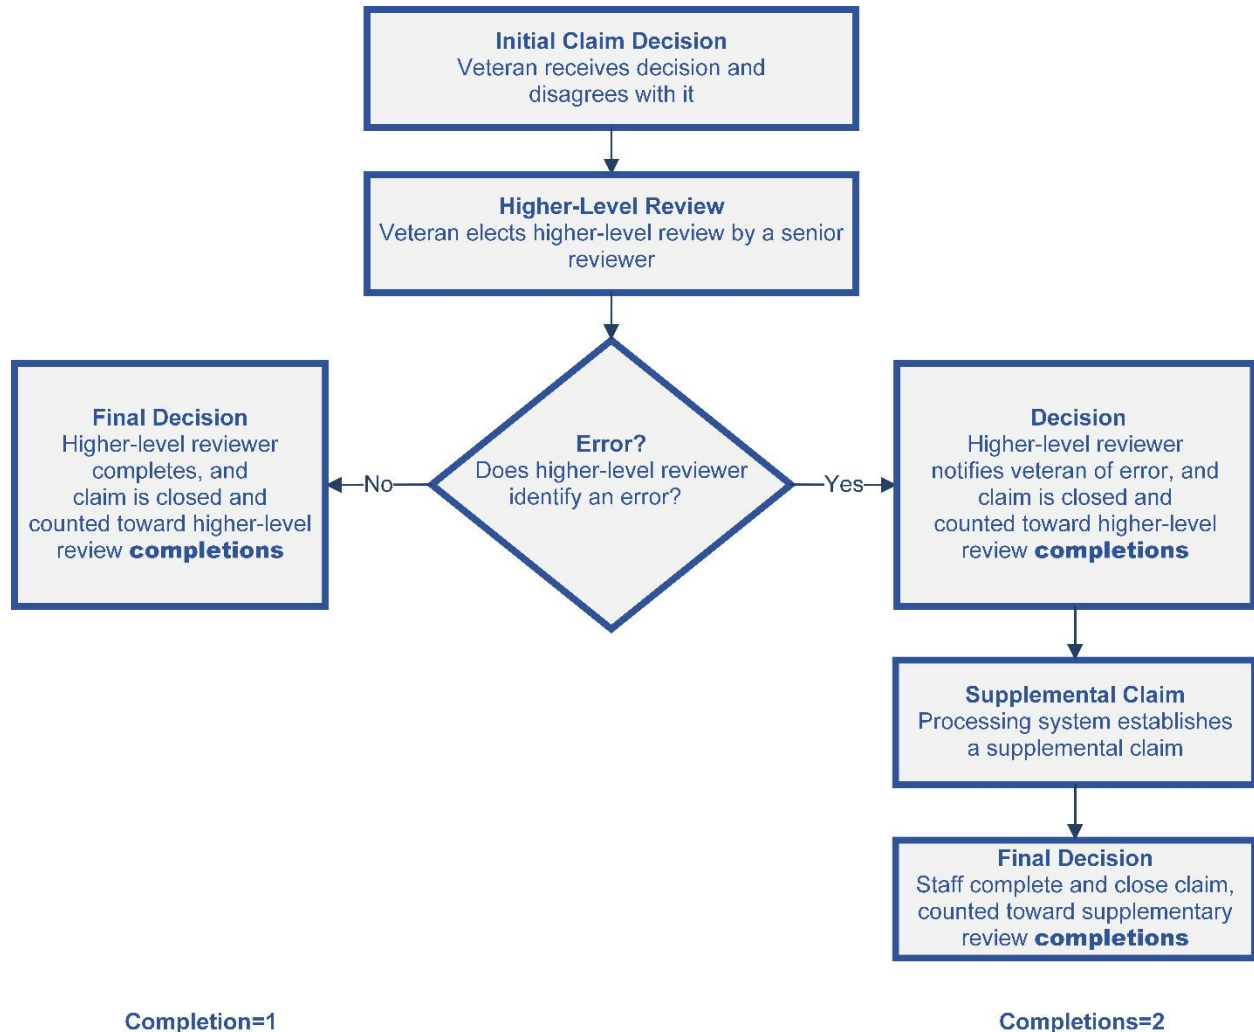 Initial Claim Decision
Veteran receives decision and
disagrees with it
Higher-Level Review
Veteran elects higher-level review by a senior
reviewer
Error?
Does higher-level reviewer
identify an error?
No
Final Decision
Higher-level reviewer
completes, and
claim is closed and
counted toward higher-level
review completions
Yes
Decision
Higher-level reviewer
notifies veteran of error, and
claim is closed and
counted toward higher-level
review completions
Supplemental Claim
Processing system establishes
a supplemental claim
Final Decision
Staff complete and close claim,
counted toward supplementary
review completions
Completion=1
Completions=2